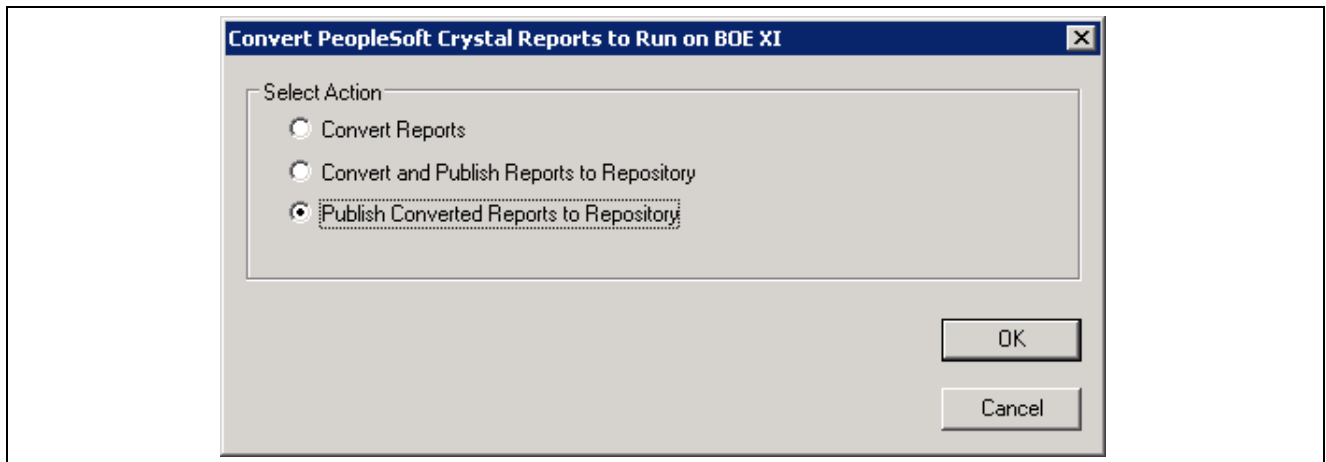 Convert PeopleSoft Crystal Reports to Run on BOE XI
Select Action
Convert Reports
Convert and Publish Reports to Repository
Publish Converted Reports to Repository
OK
Cancel